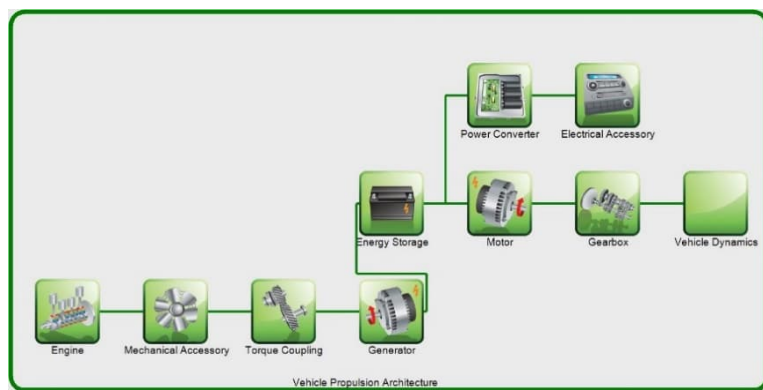 Power Converter
Electrical Accessory
Energy Storage
Motor
Gearbox
Vehicle Dynamics
Engine
Mechanical Accessory
Torque Coupling
Generator
Vehicle Propulsion Architecture